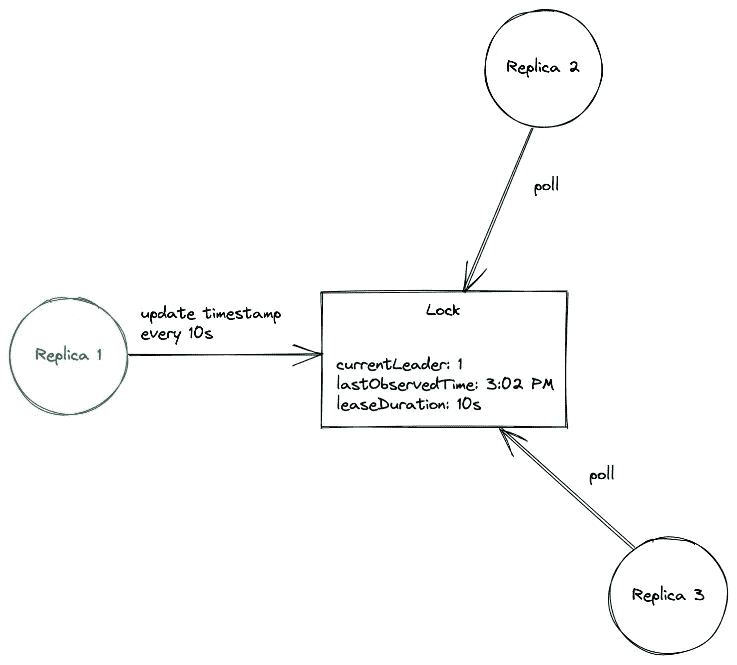 Replica 2
poll
Lock
update timestamp
every 10s
Replica 1
currentLeader: 1
lastObservedTime: 3:02 PM
leaseDuration: 10s
poll
Replica 3